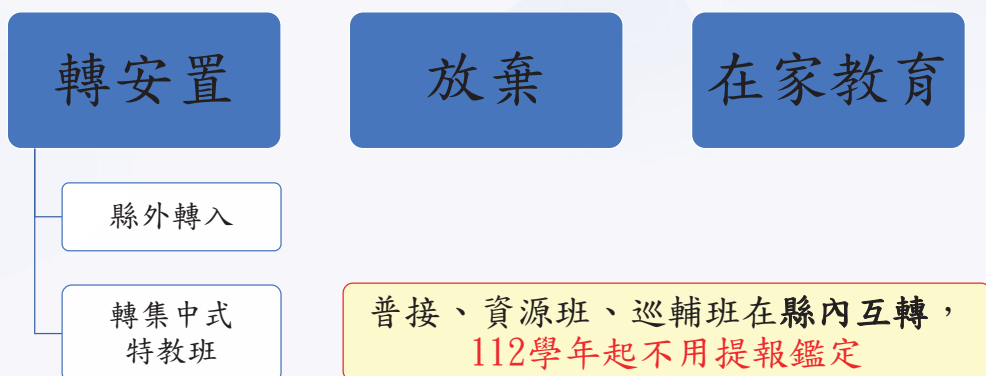 轉安置
放棄
在家教育
縣外轉入
轉集中式
特教班
普接、資源班、巡輔班在縣內互轉，
112學年起不用提報鑑定